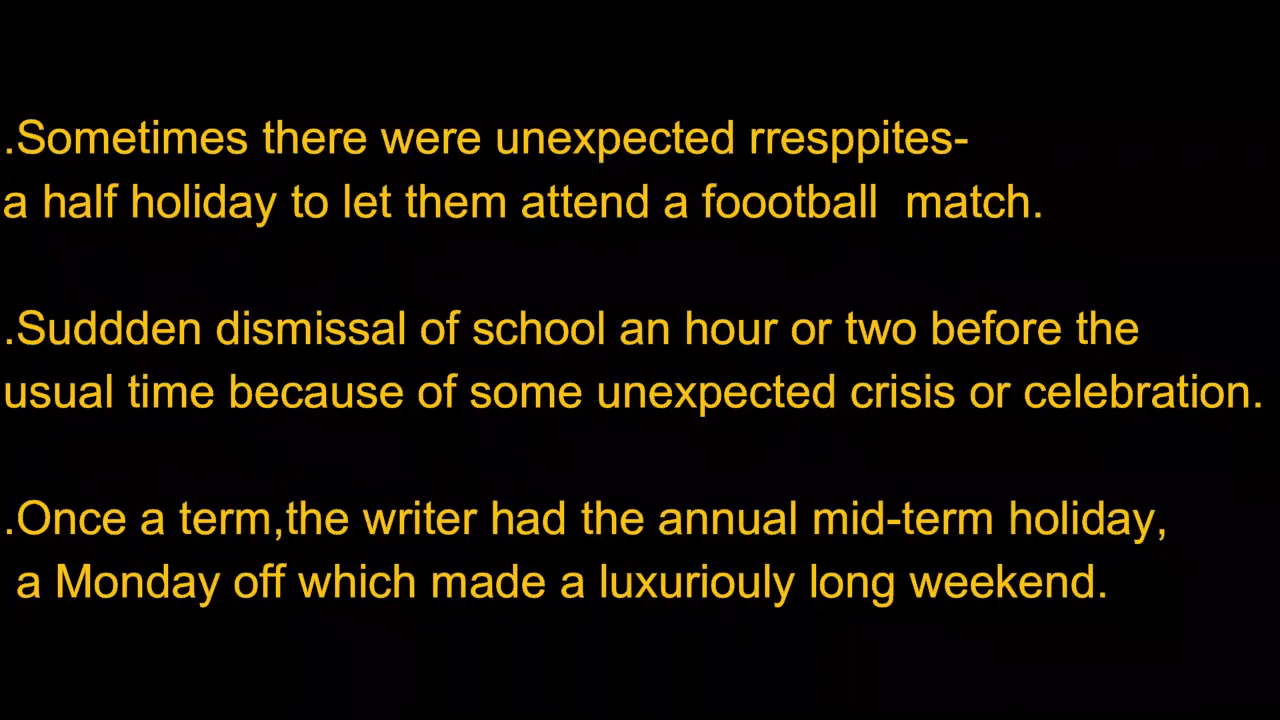 .Sometimes there were unexpected rresppites-
a half holiday to let them attend a foootball  match.
.Suddden dismissal of school an hour or two before the
usual time because of some unexpected crisis or celebration.
.Once a term,the writer had the annual mid-term holiday,
a Monday off which made a luxuriouly long weekend.